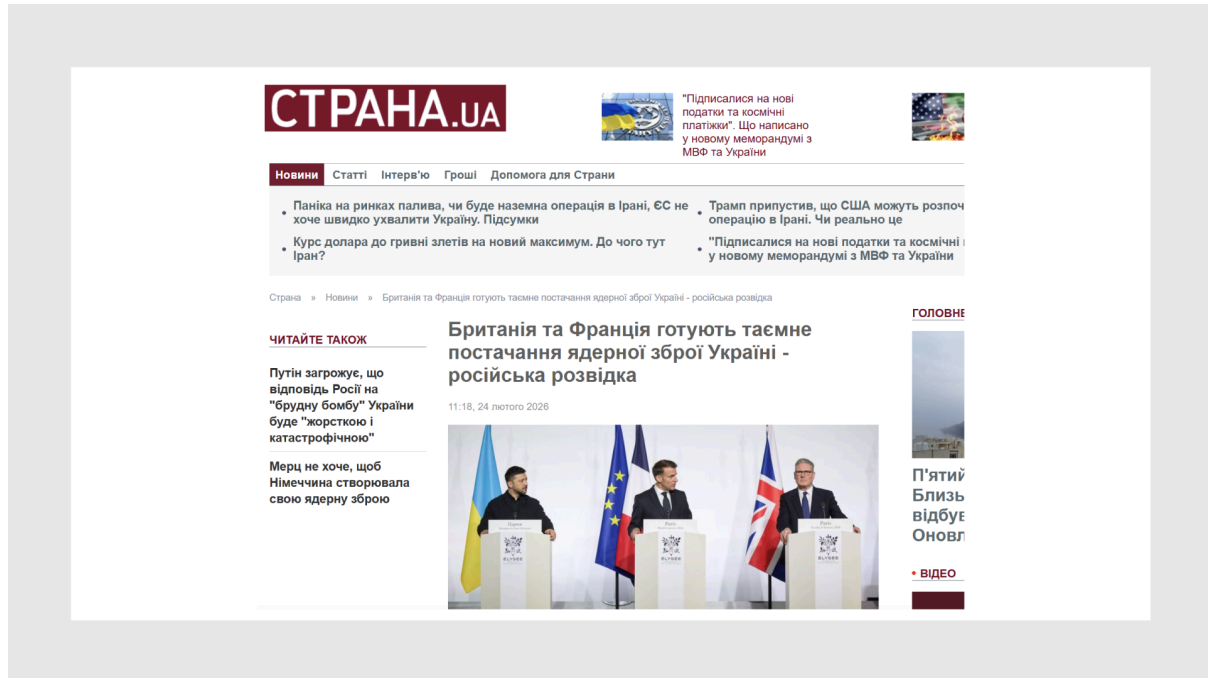 СТРАНА.UA
"Підписалися на нові
податки та космічні
платіжки". Що написано
у новому меморандумі з
МВФ та України
Новини Статті Інтерв'ю Гроші Допомога для Страни
Паніка на ринках палива, чи буде наземна операція в Ірані, ЄС не
хоче швидко ухвалити Україну. Підсумки
Курс долара до гривні злетів на новий максимум. До чого тут
Іран?
Трамп припустив, що США можуть розпоч
операцію в Ірані. Чи реально це
"Підписалися на нові податки та космічні
у новому меморандумі з МВФ та України
Страна » Новини » Британія та Франція готують таємне постачання ядерної зброї Україні - російська розвідка
ЧИТАЙТЕ ТАКОЖ
Путін загрожує, що
відповідь Росії на
"брудну бомбу" України
буде "жорсткою і
катастрофічною"
Мерц не хоче, щоб
Німеччина створювала
свою ядерну зброю
Британія та Франція готують таємне
постачання ядерної зброї Україні -
російська розвідка
11:18, 24 лютого 2026
Paris
ELYSEE
ELYSEE
ELYSEE
ГОЛОВНЕ
П'ятий
Близь
відбує
Оновл
• ВІДЕО